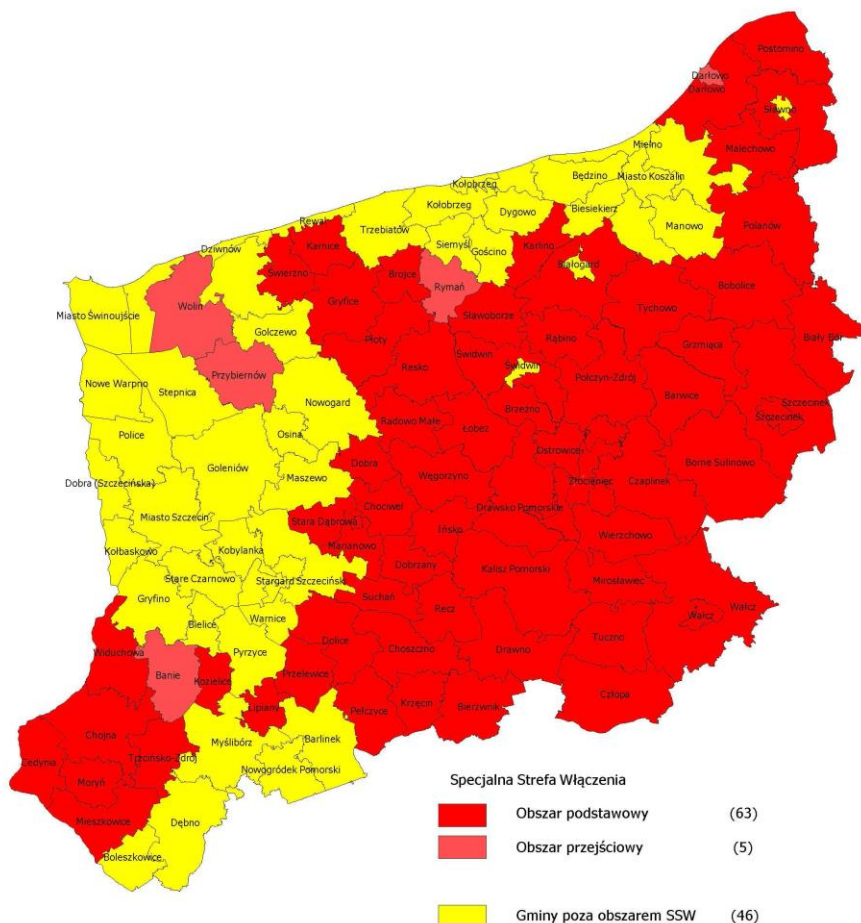 Postomino
Darłowo
Darłowo
Sławno
Malechowo
Mielno
Będzino
Miasto Koszalin
Kołobrzeg
Kołobrzeg
Dygowo
Biesiekierz
Manowo
Polanów
Rewal
Trzebiatów
Siemyśl
Gościno
Dziwnów
Karnice
Świerzno
Brojce
Rymań
Karlino
Białogard
Bobolice
Wolin
Gryfice
Sławoborze
Tychowo
Miasto Świnoujście
Golczewo
Płoty
Świdwin
Rąbino
Grzmiąca
Biały Bór
Przybiernów
Resko
Świdwin
Połczyn-Zdrój
Nowe Warpno
Stepnica
Nowogard
Brzeżno
Barwice
Szczecinek
Szczecinek
Radowo Małe
Łobez
Police
Osina
Ostrowice
Borne Sulinowo
Goleniów
Maszewo
Dobra
Węgorzyno
Złocieniec
Czaplinek
Dobra (Szczecińska)
Chociwel
Drawsko Pomorskie
Miasto Szczecin
Stara Dąbrowa
Ińsko
Wierzchowo
Kołbaskowo
Kobylanka
Marianowo
Dobrzany
Kalisz Pomorski
Stare Czarnowo
Stargard Szczeciński
Mirosławiec
Gryfino
Suchań
Recz
Wałcz
Wałcz
Bielice
Warnice
Tuczno
Widuchowa
Pyrzyce
Dolice
Choszczno
Drawno
Banie
Kozielice
Przelewice
Człopa
Lipiany
Pełczyce
Krzęcin
Bierzwnik
Chojna
Myślibórz
Barlinek
Cedynia
Trzcińsko-Zdrój
Nowogródek Pomorski
Moryń
Mieszkowice
Dębno
Boleszkowice
Specjalna Strefa Włączenia
Obszar podstawowy (63)
Obszar przejściowy (5)
Gminy poza obszarem SSW (46)